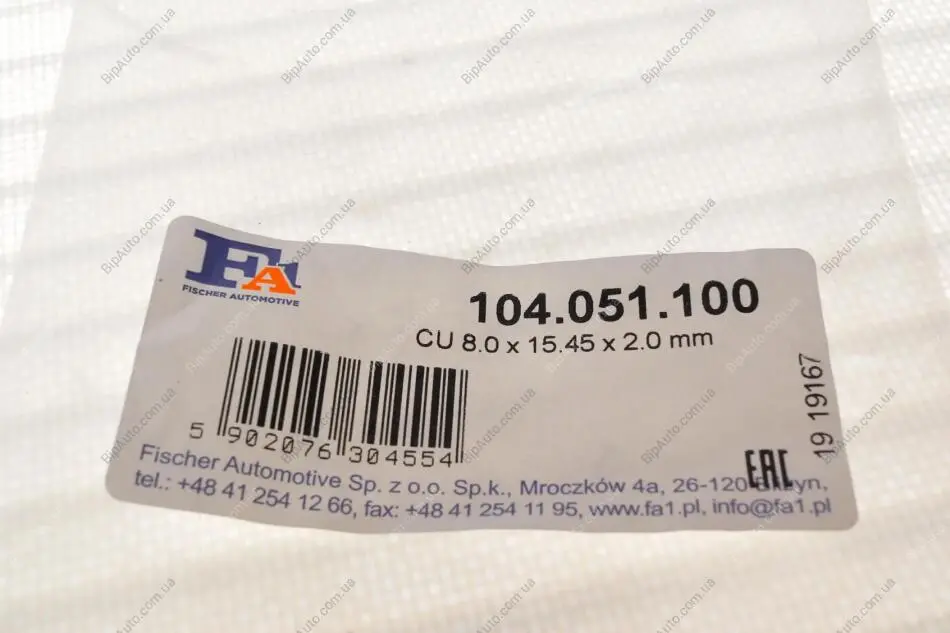 FA1
FISCHER AUTOMOTIVE
104.051.100
CU 8.0 x 15.45 x 2.0 mm
19 19167
5 902076 304554
EAC
Fischer Automotive Sp. z o.o. Sp.k., Mroczków 4a, 26-120
tel.: +48 41 254 12 66, fax: +48 41 254 11 95, www.fa1.pl, info@fa1.pl
BipAuto.com.ua